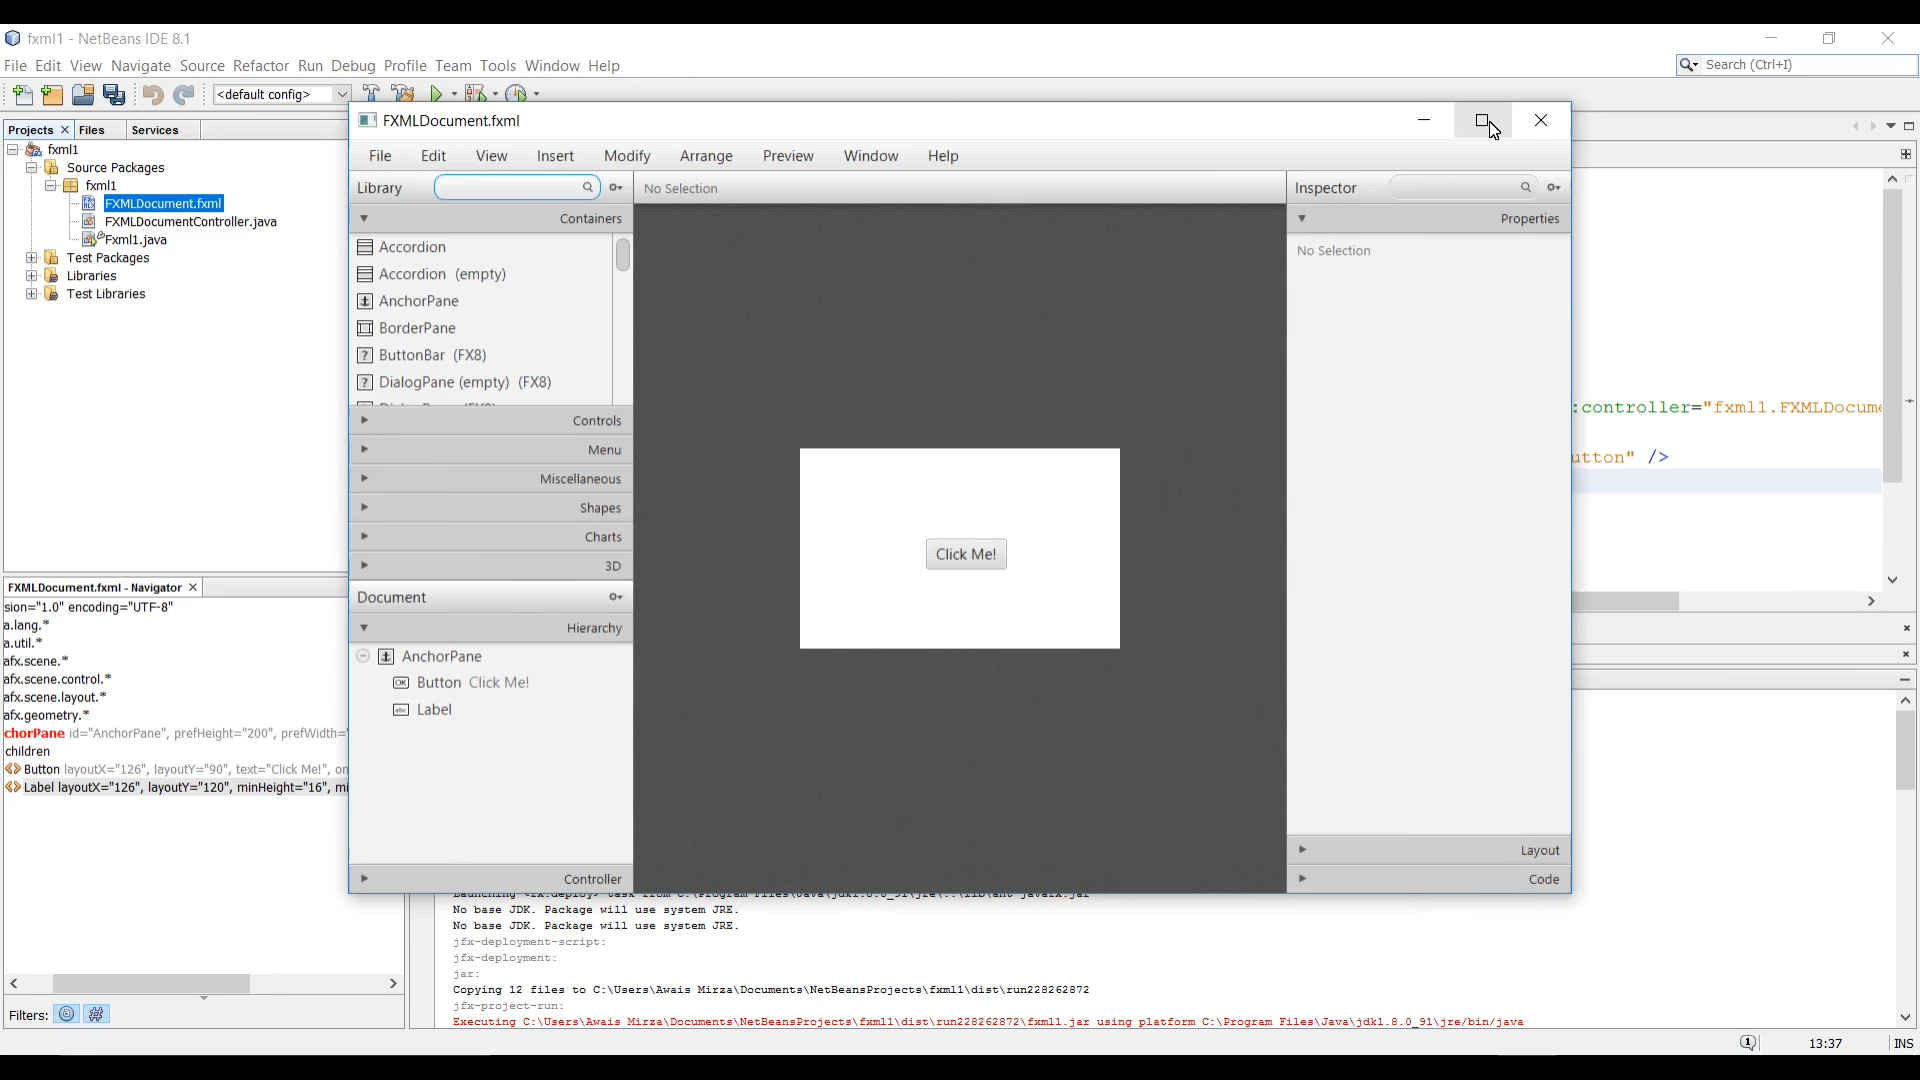 fxml1 - NetBeans IDE 8.1
File Edit View Navigate Source Refactor Run Debug Profile Team Tools Window Help
Search (Ctrl+I)
<default config>
Projects
Files
Services
fxml1
Source Packages
fxml1
FXMLDocument.fxml
FXMLDocumentController.java
Fxml1.java
Test Packages
Libraries
Test Libraries
FXMLDocument.fxml - Navigator
sion="1.0" encoding="UTF-8"
a.lang.*
a.util.*
afx.scene.*
afx.scene.control.*
afx.scene.layout.*
afx.geometry.*
chorPane id="AnchorPane", prefHeight="200", prefWidth="
children
Button layoutX="126", layoutY="90", text="Click Me!", on
Label layoutX="126", layoutY="120", minHeight="16", mi
Filters:
FXMLDocument.fxml
File Edit View Insert Modify Arrange Preview Window Help
Library
Containers
Accordion
Accordion (empty)
AnchorPane
BorderPane
ButtonBar (FX8)
DialogPane (empty) (FX8)
Controls
Menu
Miscellaneous
Shapes
Charts
3D
Document
Hierarchy
AnchorPane
Button Click Me!
Label
Controller
No Selection
Click Me!
Inspector
Properties
No Selection
Layout
Code
:controller="fxml1.FXMLDocume
utton" />
No base JDK. Package will use system JRE.
No base JDK. Package will use system JRE.
jfx-deployment-script:
jfx-deployment:
jar:
Copying 12 files to C:\Users\Awais Mirza\Documents\NetBeansProjects\fxml1\dist\run228262872
jfx-project-run:
Executing C:\Users\Awais Mirza\Documents\NetBeansProjects\fxml1\dist\run228262872\fxml1.jar using platform C:\Program Files\Java\jdk1.8.0_91\jre/bin/java
13:37
INS